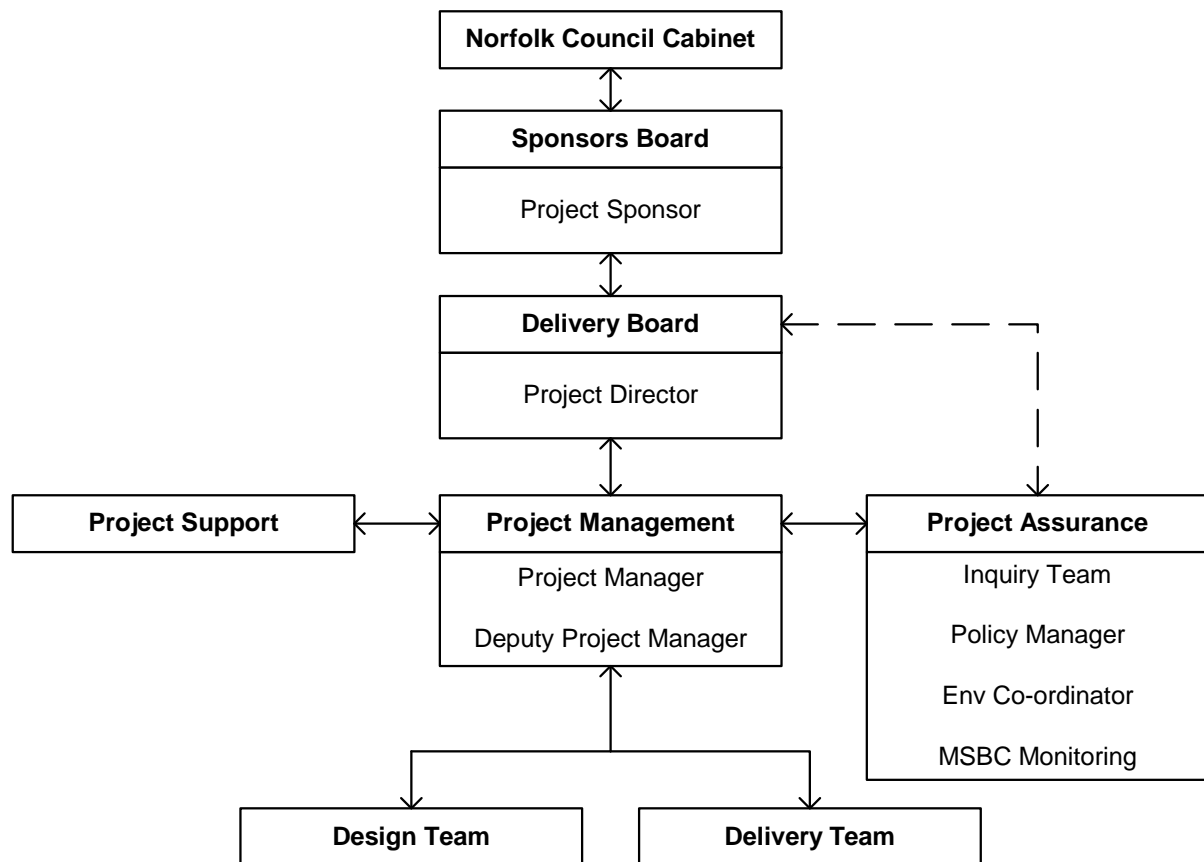 Norfolk Council Cabinet
Sponsors Board
Project Sponsor
Delivery Board
Project Director
Project Support
Project Management
Project Manager
Deputy Project Manager
Project Assurance
Inquiry Team
Policy Manager
Env Co-ordinator
MSBC Monitoring
Design Team
Delivery Team